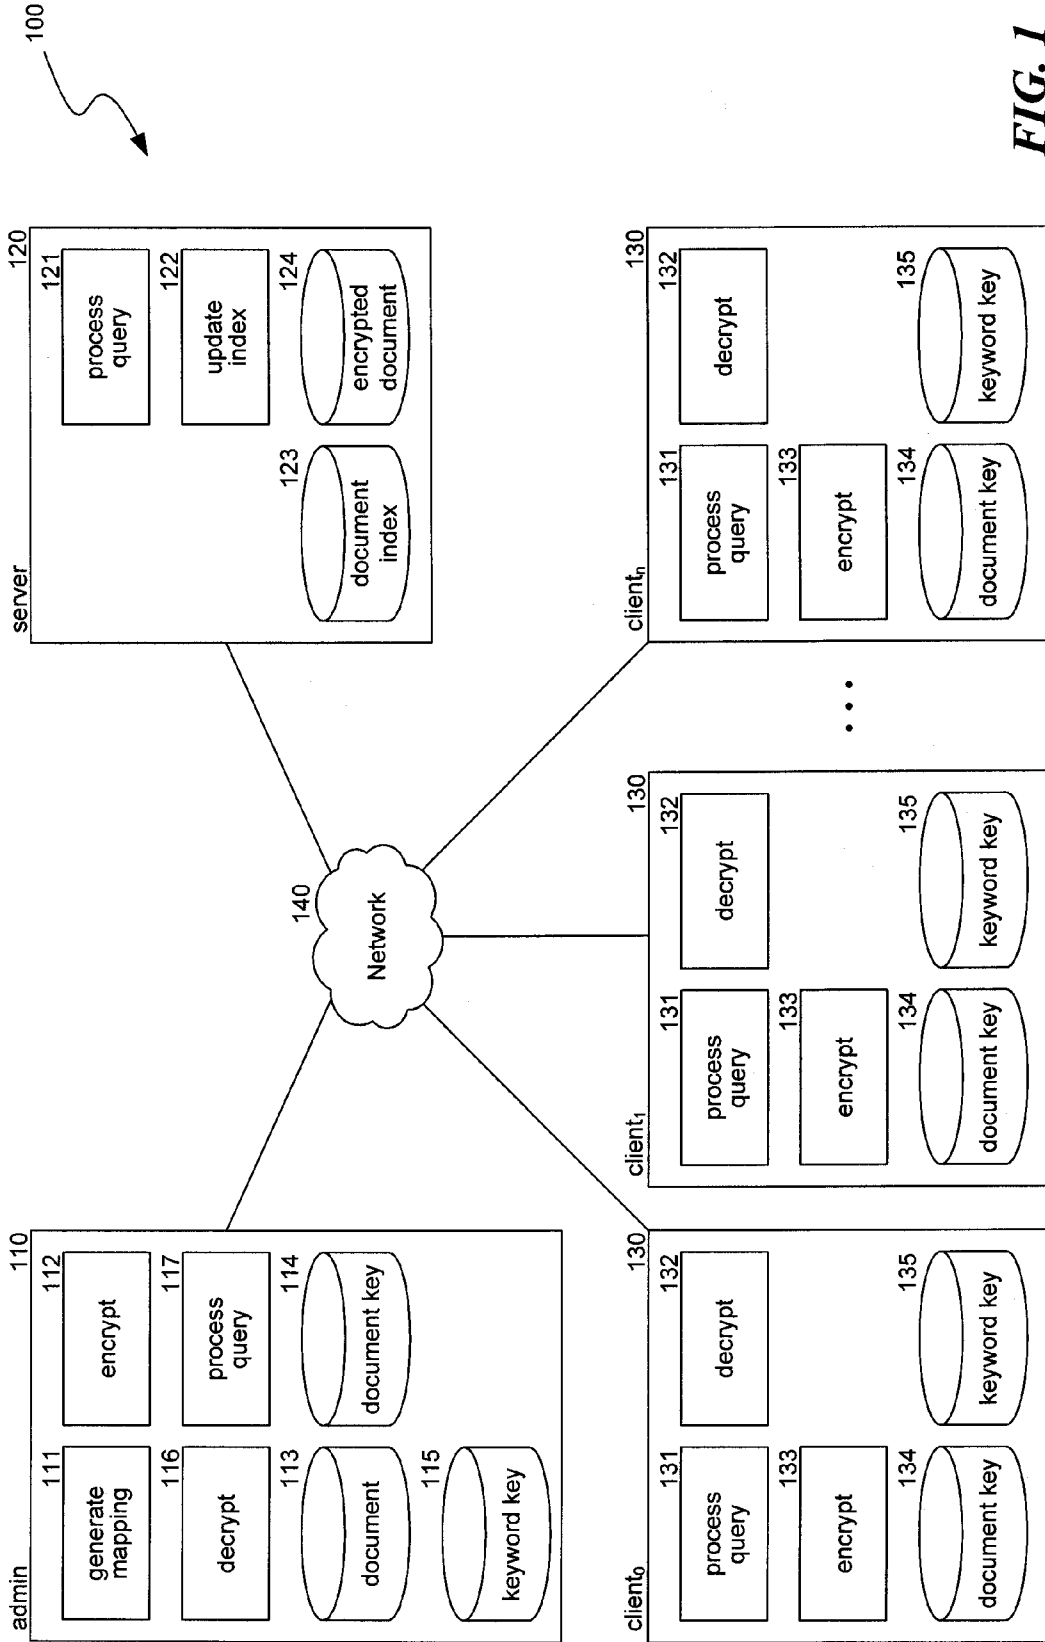 100
admin
110
generate
mapping
111
encrypt
112
decrypt
116
process
query
117
document
113
document key
114
keyword key
115
server
120
process
query
121
update
index
122
document
index
123
encrypted
document
124
140
Network
client0
130
process
query
131
decrypt
132
encrypt
133
document key
134
keyword key
135
client1
130
process
query
131
decrypt
132
encrypt
133
document key
134
keyword key
135
...
clientn
130
process
query
131
decrypt
132
encrypt
133
document key
134
keyword key
135
FIG. 1